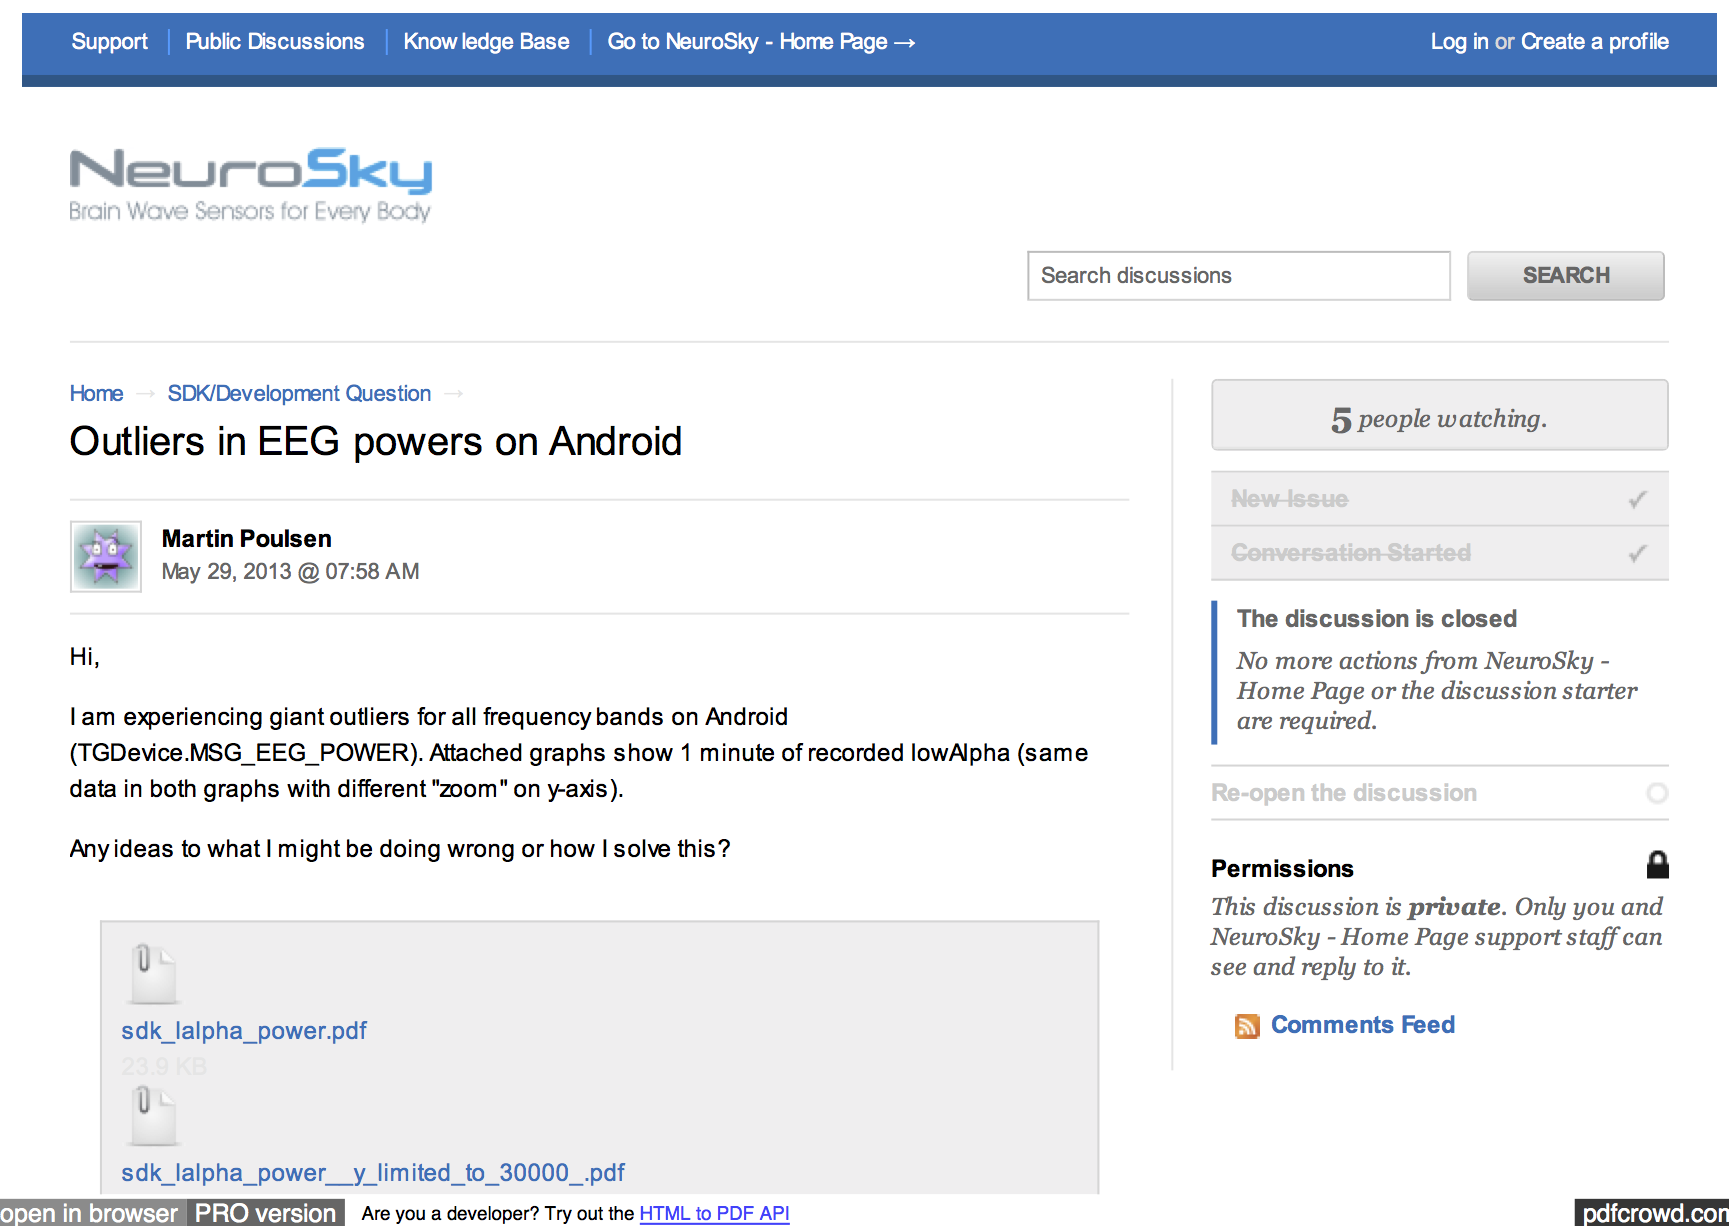 Support Public Discussions Knowledge Base Go to NeuroSky - Home Page → Log in or Create a profile
NeuroSky
Brain Wave Sensors for Every Body
Search discussions SEARCH
Home → SDK/Development Question →
Outliers in EEG powers on Android
Martin Poulsen
May 29, 2013 @ 07:58 AM
Hi,
I am experiencing giant outliers for all frequency bands on Android
(TGDevice.MSG_EEG_POWER). Attached graphs show 1 minute of recorded lowAlpha (same
data in both graphs with different "zoom" on y-axis).
Any ideas to what I might be doing wrong or how I solve this?
sdk_lalpha_power.pdf
23.9 KB
sdk_lalpha_power__y_limited_to_30000_.pdf
5 people watching.
New Issue ✓
Conversation Started ✓
The discussion is closed
No more actions from NeuroSky -
Home Page or the discussion starter
are required.
Re-open the discussion
Permissions
This discussion is private. Only you and
NeuroSky - Home Page support staff can
see and reply to it.
Comments Feed
open in browser PRO version Are you a developer? Try out the HTML to PDF API pdfcrowd.com